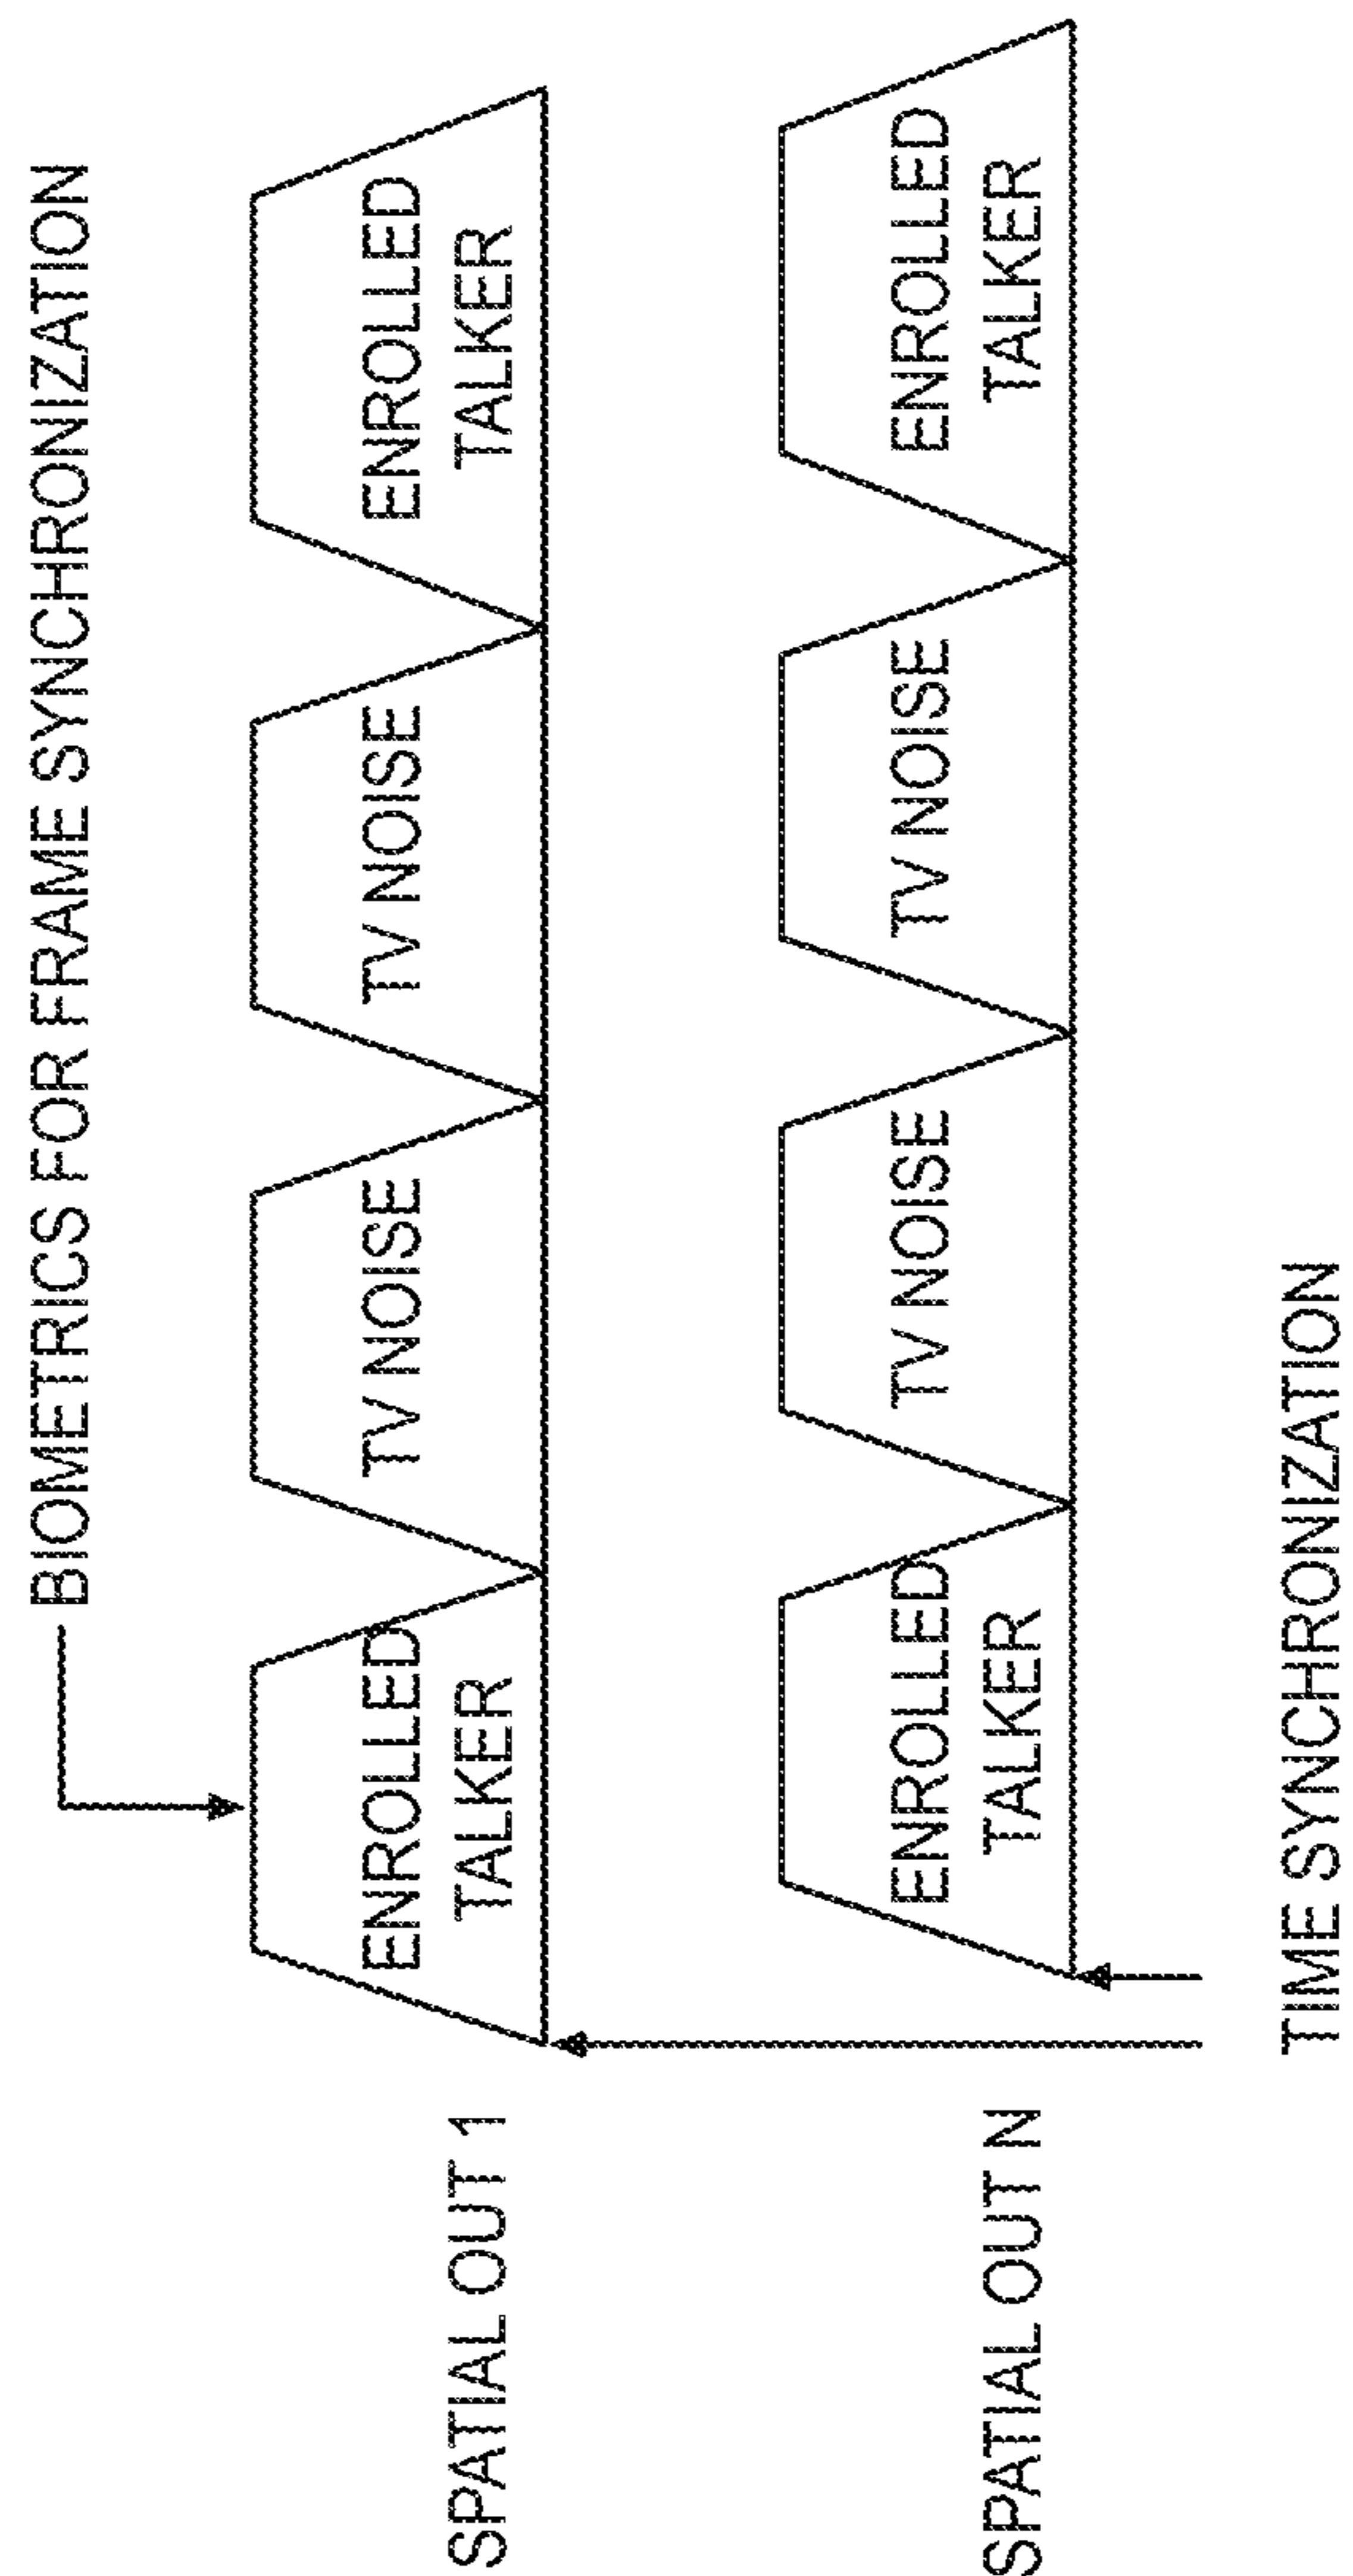 BIOMETRICS FOR FRAME SYNCHRONIZATION
SPATIAL OUT 1
ENROLLED
TALKER
TV NOISE
TV NOISE
ENROLLED
TALKER
SPATIAL OUT N
ENROLLED
TALKER
TV NOISE
TV NOISE
ENROLLED
TALKER
TIME SYNCHRONIZATION